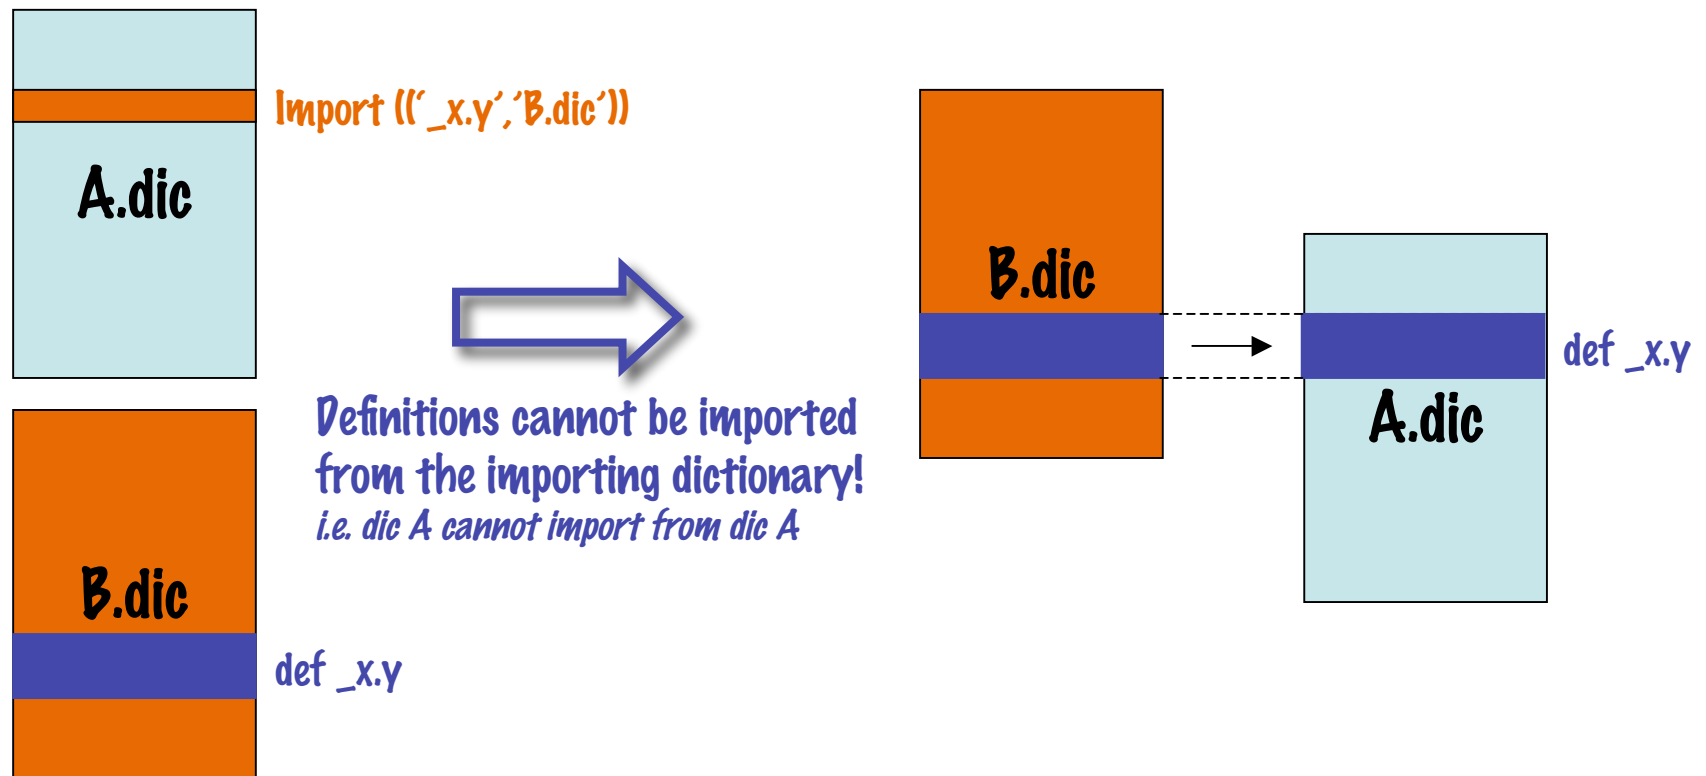 Import ((‘_x.y’,’B.dic’))
A.dic
B.dic
def _x.y
Definitions cannot be imported
from the importing dictionary!
i.e. dic A cannot import from dic A
B.dic
def _x.y
A.dic